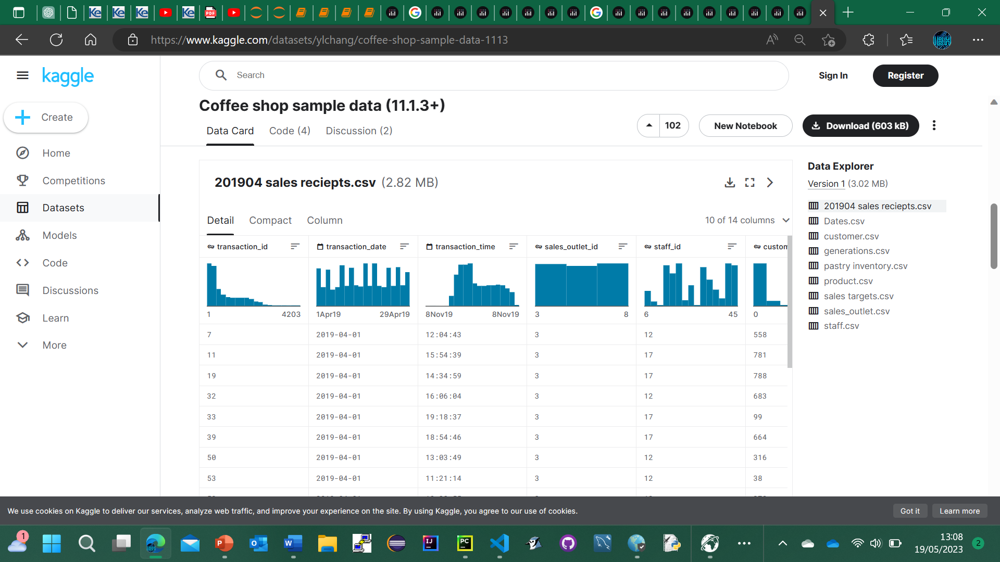 https://www.kaggle.com/datasets/ylchang/coffee-shop-sample-data-1113
kaggle
Search
Sign In
Register
Create
Home
Competitions
Datasets
Models
Code
Discussions
Learn
More
Coffee shop sample data (11.1.3+)
Data Card Code (4) Discussion (2)
102
New Notebook
Download (603 kB)
201904 sales reciepts.csv (2.82 MB)
Detail Compact Column
10 of 14 columns
transaction_id transaction_date transaction_time sales_outlet_id staff_id custom
1 4203 1Apr19 29Apr19 8Nov19 8Nov19 3 8 6 45 0
7 2019-04-01 12:04:43 3 12 558
11 2019-04-01 15:54:39 3 17 781
19 2019-04-01 14:34:59 3 17 788
32 2019-04-01 16:06:04 3 12 683
33 2019-04-01 19:18:37 3 17 99
39 2019-04-01 18:54:46 3 17 664
50 2019-04-01 13:03:49 3 12 316
53 2019-04-01 11:21:14 3 12 38
Data Explorer
Version 1 (3.02 MB)
201904 sales reciepts.csv
Dates.csv
customer.csv
generations.csv
pastry inventory.csv
product.csv
sales targets.csv
sales_outlet.csv
staff.csv
We use cookies on Kaggle to deliver our services, analyze web traffic, and improve your experience on the site. By using Kaggle, you agree to our use of cookies.
Got it
Learn more
1
13:08
19/05/2023
2